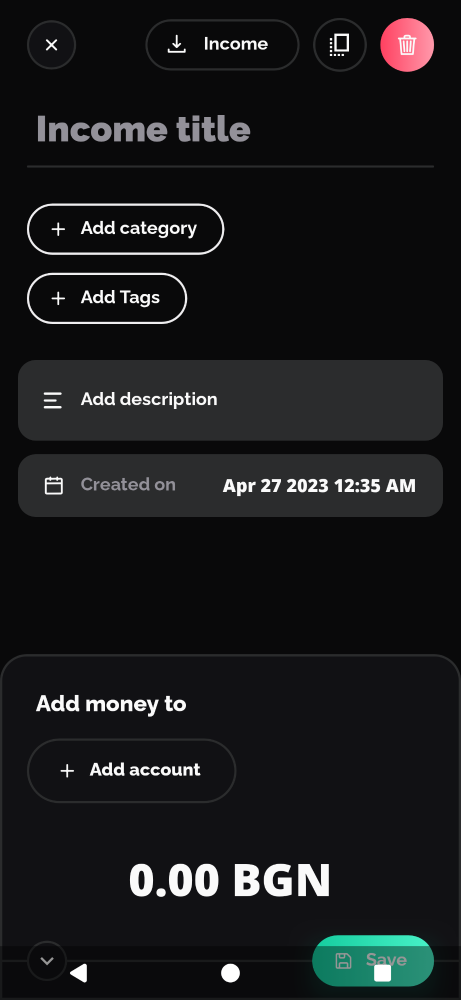 Income
Income title
Add category
Add Tags
Add description
Created on Apr 27 2023 12:35 AM
Add money to
Add account
0.00 BGN
Save